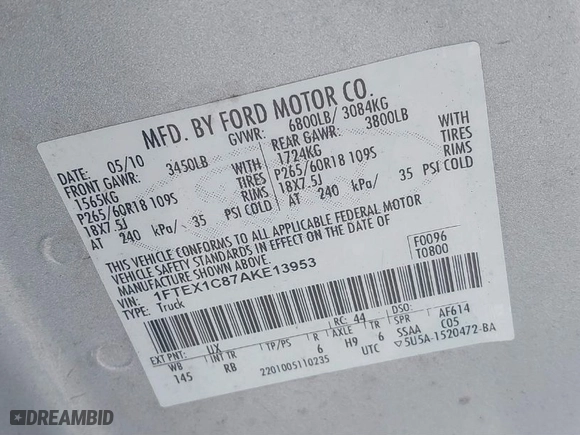 MFD. BY FORD MOTOR CO.
DATE: 05/10 GVWR: 6800LB/ 3084KG
FRONT GAWR: 3450LB REAR GAWR: 3800LB
1565KG WITH 1724KG WITH
P265/60R18 109S TIRES P265/60R18 109S TIRES
18X7.5J RIMS 18X7.5J RIMS
AT 240 kPa/ 35 PSI COLD AT 240 kPa/ 35 PSI COLD
THIS VEHICLE CONFORMS TO ALL APPLICABLE FEDERAL MOTOR
VEHICLE SAFETY STANDARDS IN EFFECT ON THE DATE OF
MANUFACTURE SHOWN ABOVE.
VIN: 1FTEX1C87AKE13953 F0096
TYPE: Truck T0800
EXT PNT: UX RC: 44 DSO: AF614
WB INT TR TP/PS R AXLE TR SPR C05
145 RB 6 H9 6 SSAA
2201005110235 UTC ▽5U5A-1520472-BA
DREAMBID